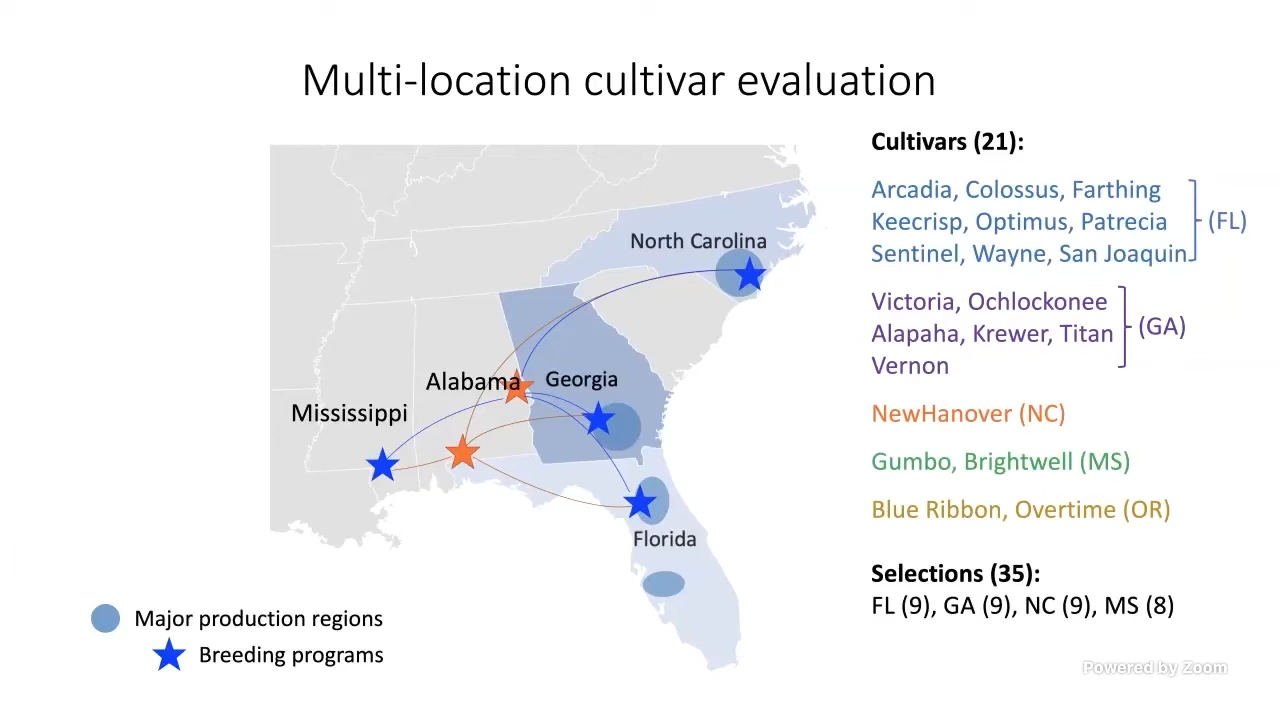 Multi-location cultivar evaluation
Cultivars (21):
Arcadia, Colossus, Farthing
Keecrisp, Optimus, Patrecia
Sentinel, Wayne, San Joaquin
(FL)
Victoria, Ochlockonee
Alapaha, Krewer, Titan
Vernon
(GA)
NewHanover (NC)
Gumbo, Brightwell (MS)
Blue Ribbon, Overtime (OR)
Selections (35):
FL (9), GA (9), NC (9), MS (8)
North Carolina
Alabama
Georgia
Mississippi
Florida
Major production regions
Breeding programs
Powered by Zoom